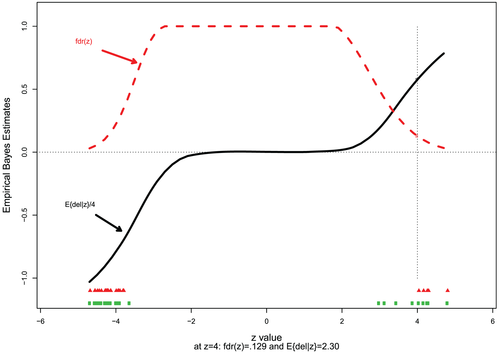 1.0
0.5
0.0
−0.5
−1.0
Empirical Bayes Estimates
fdr(z)
E{del|z}/4
−6
−4
−2
0
2
4
6
z value
at z=4: fdr(z)=.129 and E{del|z}=2.30